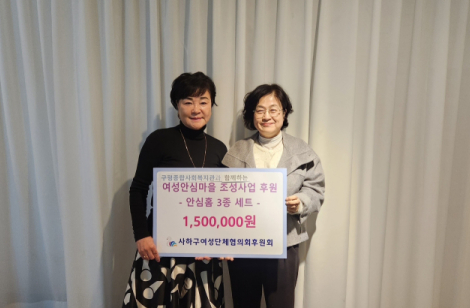 구평종합사회복지관과 함께하는
여성안심마을 조성사업 후원
- 안심홈 3종 세트 -
1,500,000원
사하구여성단체협의회후원회